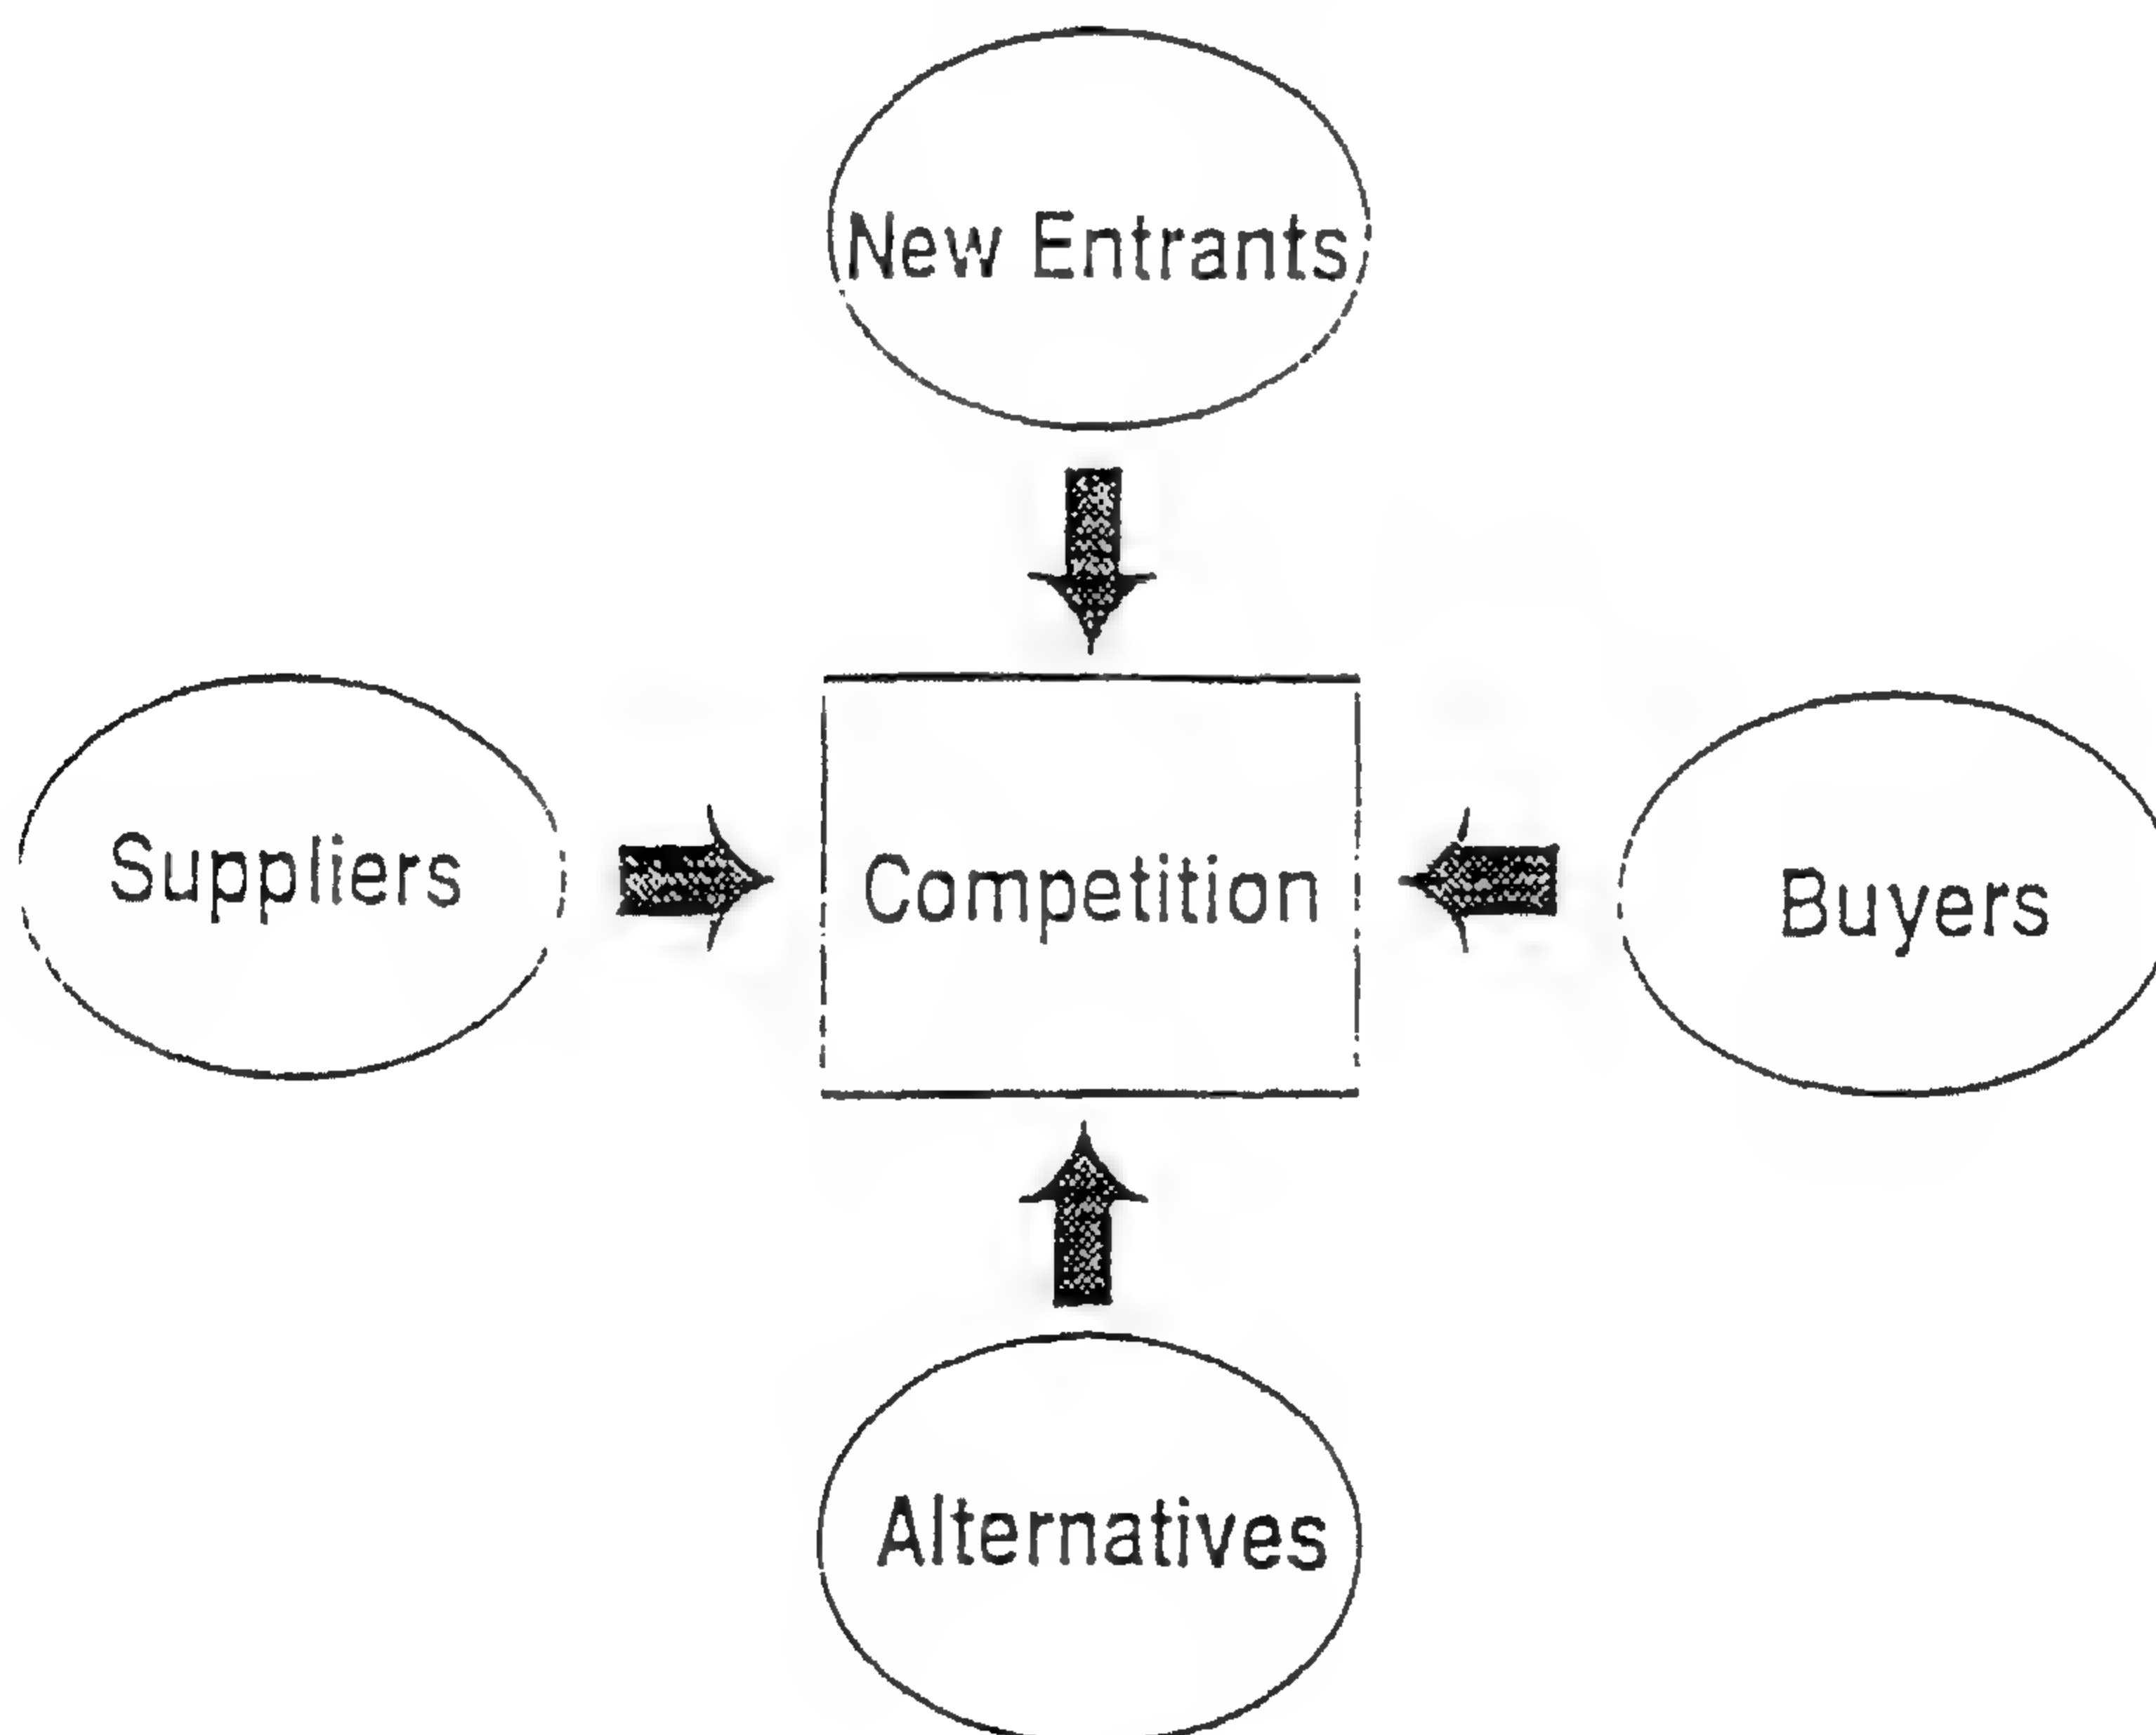 New Entrants
Suppliers
Competition
Buyers
Alternatives